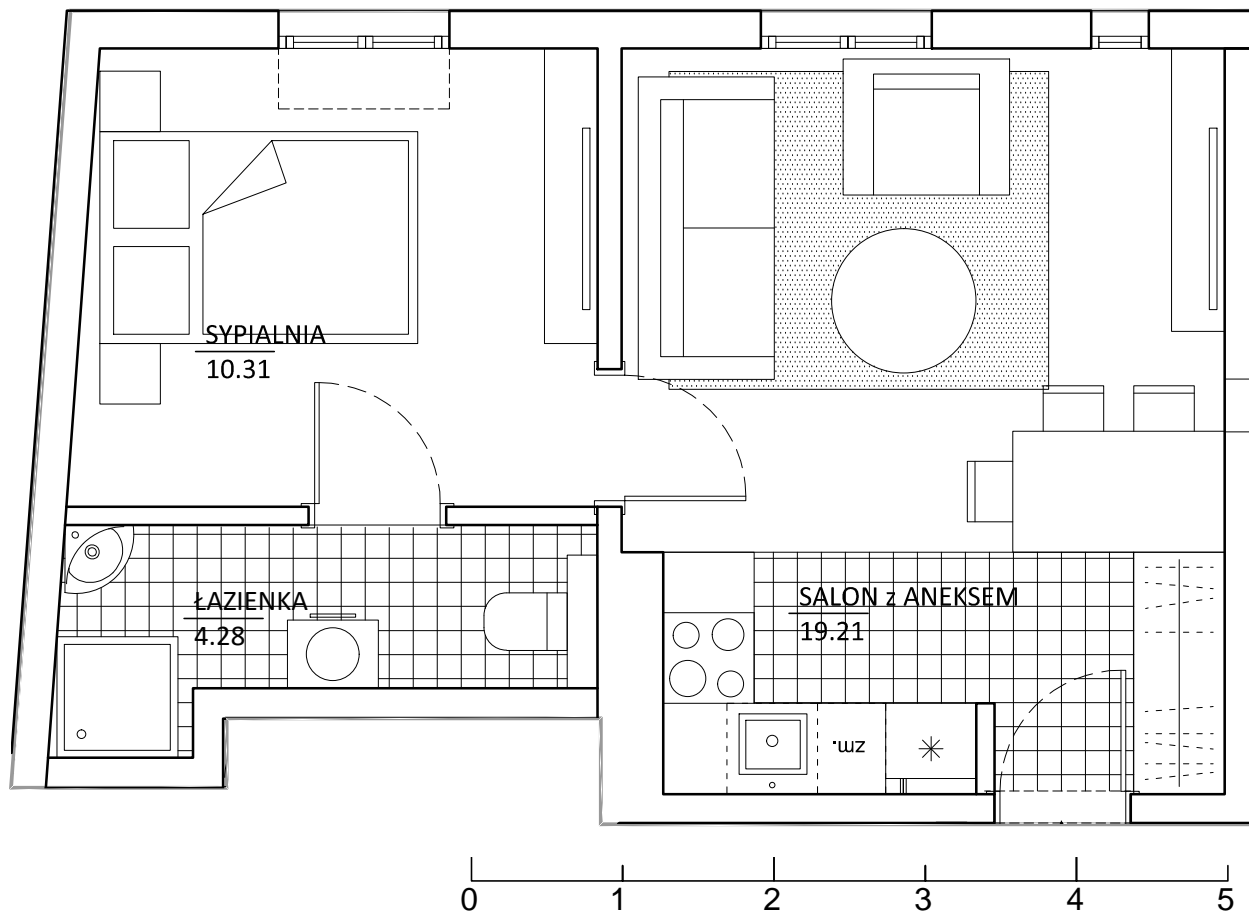 SYPIALNIA
10.31
ŁAZIENKA
4.28
SALON z ANEKSEM
19.21
zm.
0 1 2 3 4 5